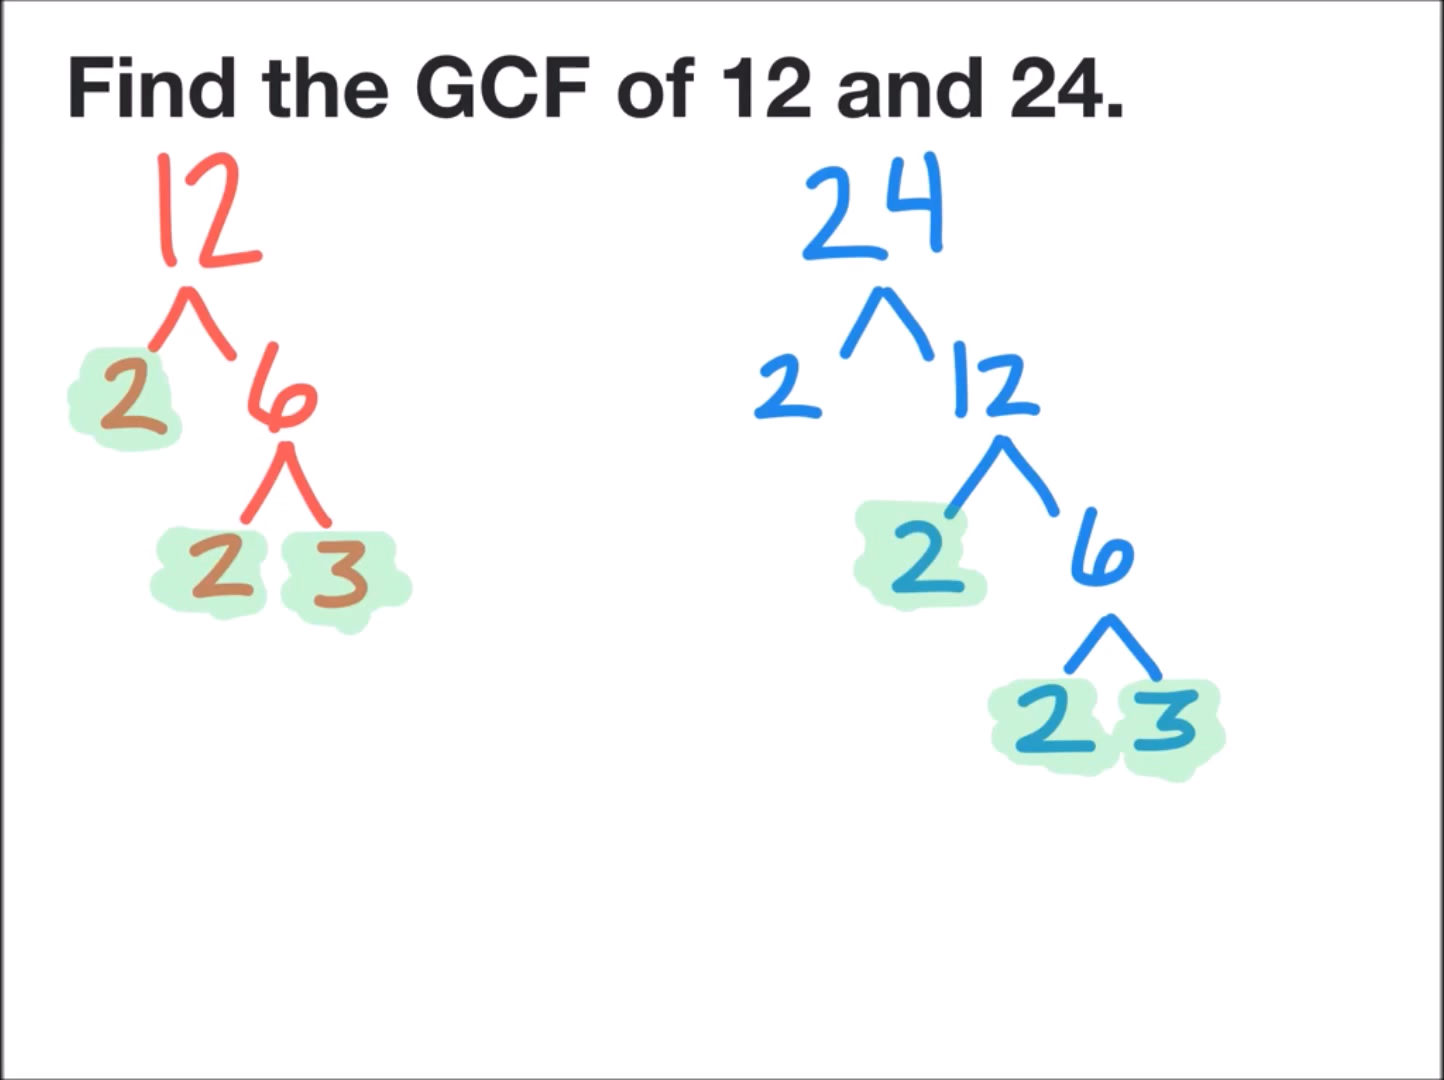 Find the GCF of 12 and 24.
12 24
2 6 2 12
2 3 2 6
2 3